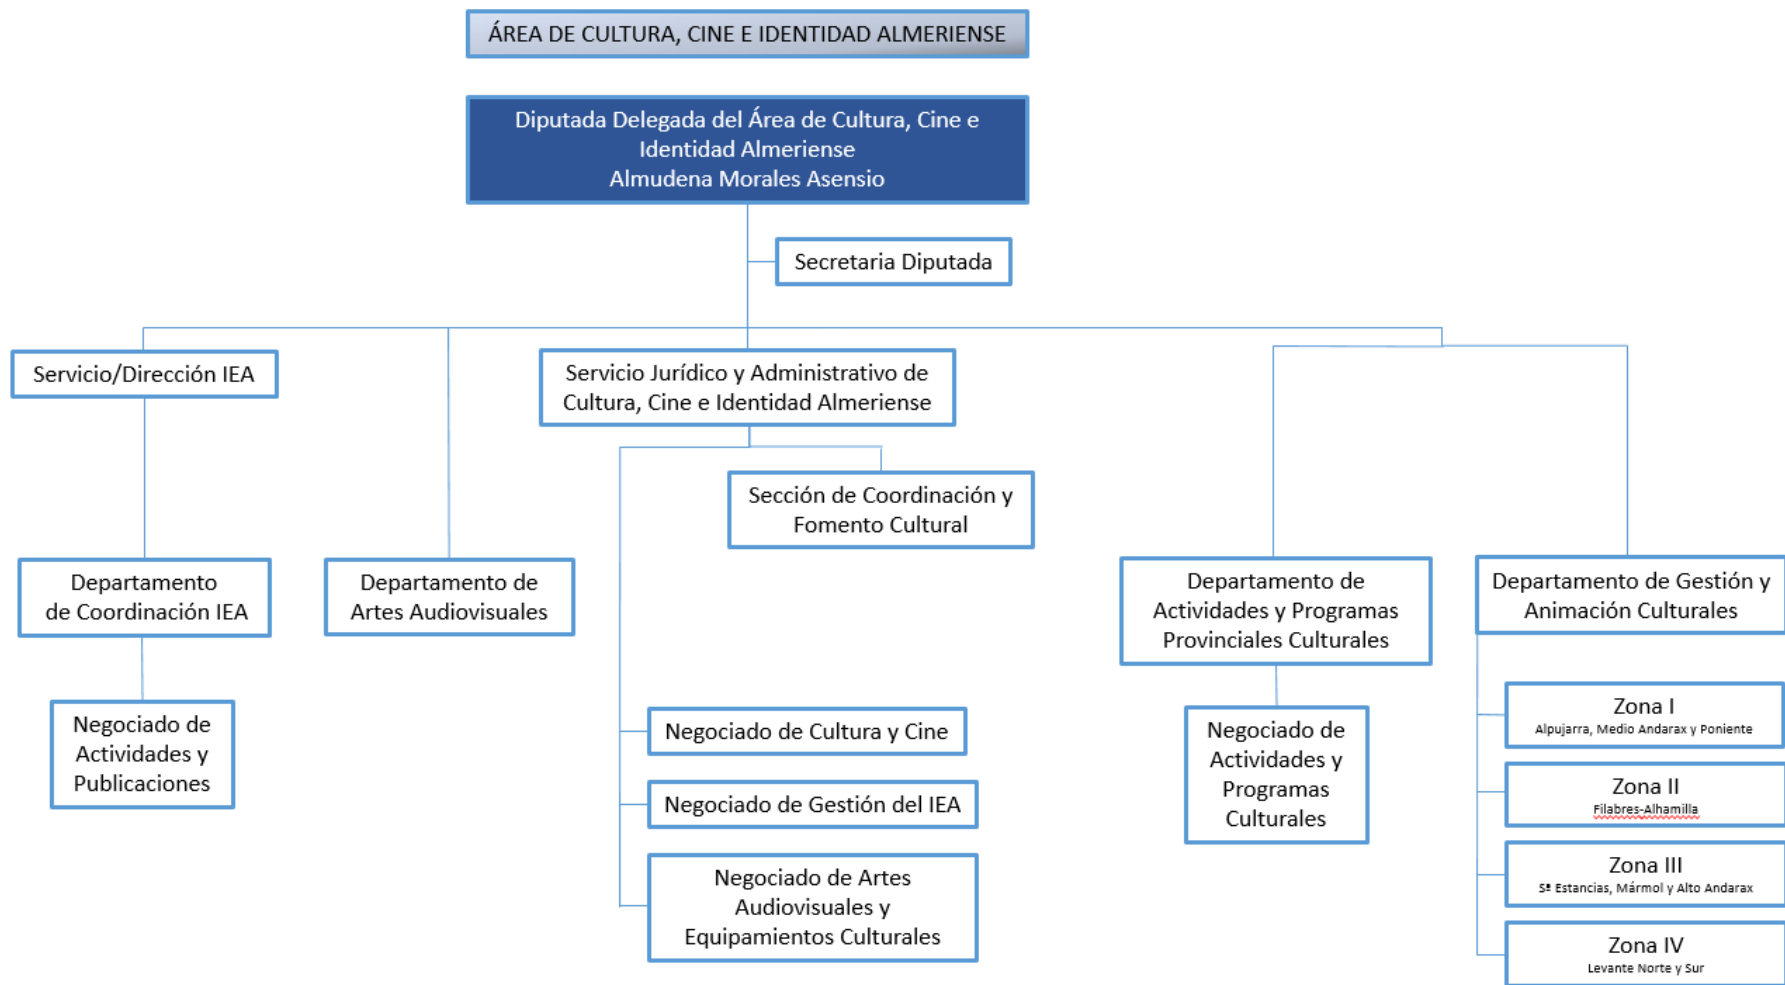 ÁREA DE CULTURA, CINE E IDENTIDAD ALMERIENSE
Diputada Delegada del Área de Cultura, Cine e
Identidad Almeriense
Almudena Morales Asensio
Secretaria Diputada
Servicio/Dirección IEA
Servicio Jurídico y Administrativo de
Cultura, Cine e Identidad Almeriense
Sección de Coordinación y
Fomento Cultural
Departamento
de Coordinación IEA
Departamento de
Artes Audiovisuales
Departamento de
Actividades y Programas
Provinciales Culturales
Departamento de Gestión y
Animación Culturales
Negociado de
Actividades y
Publicaciones
Negociado de Cultura y Cine
Negociado de Gestión del IEA
Negociado de Artes
Audiovisuales y
Equipamientos Culturales
Negociado de
Actividades y
Programas
Culturales
Zona I
Alpujarra, Medio Andarax y Poniente
Zona II
Filabres-Alhamilla
Zona III
Sª Estancias, Mármol y Alto Andarax
Zona IV
Levante Norte y Sur